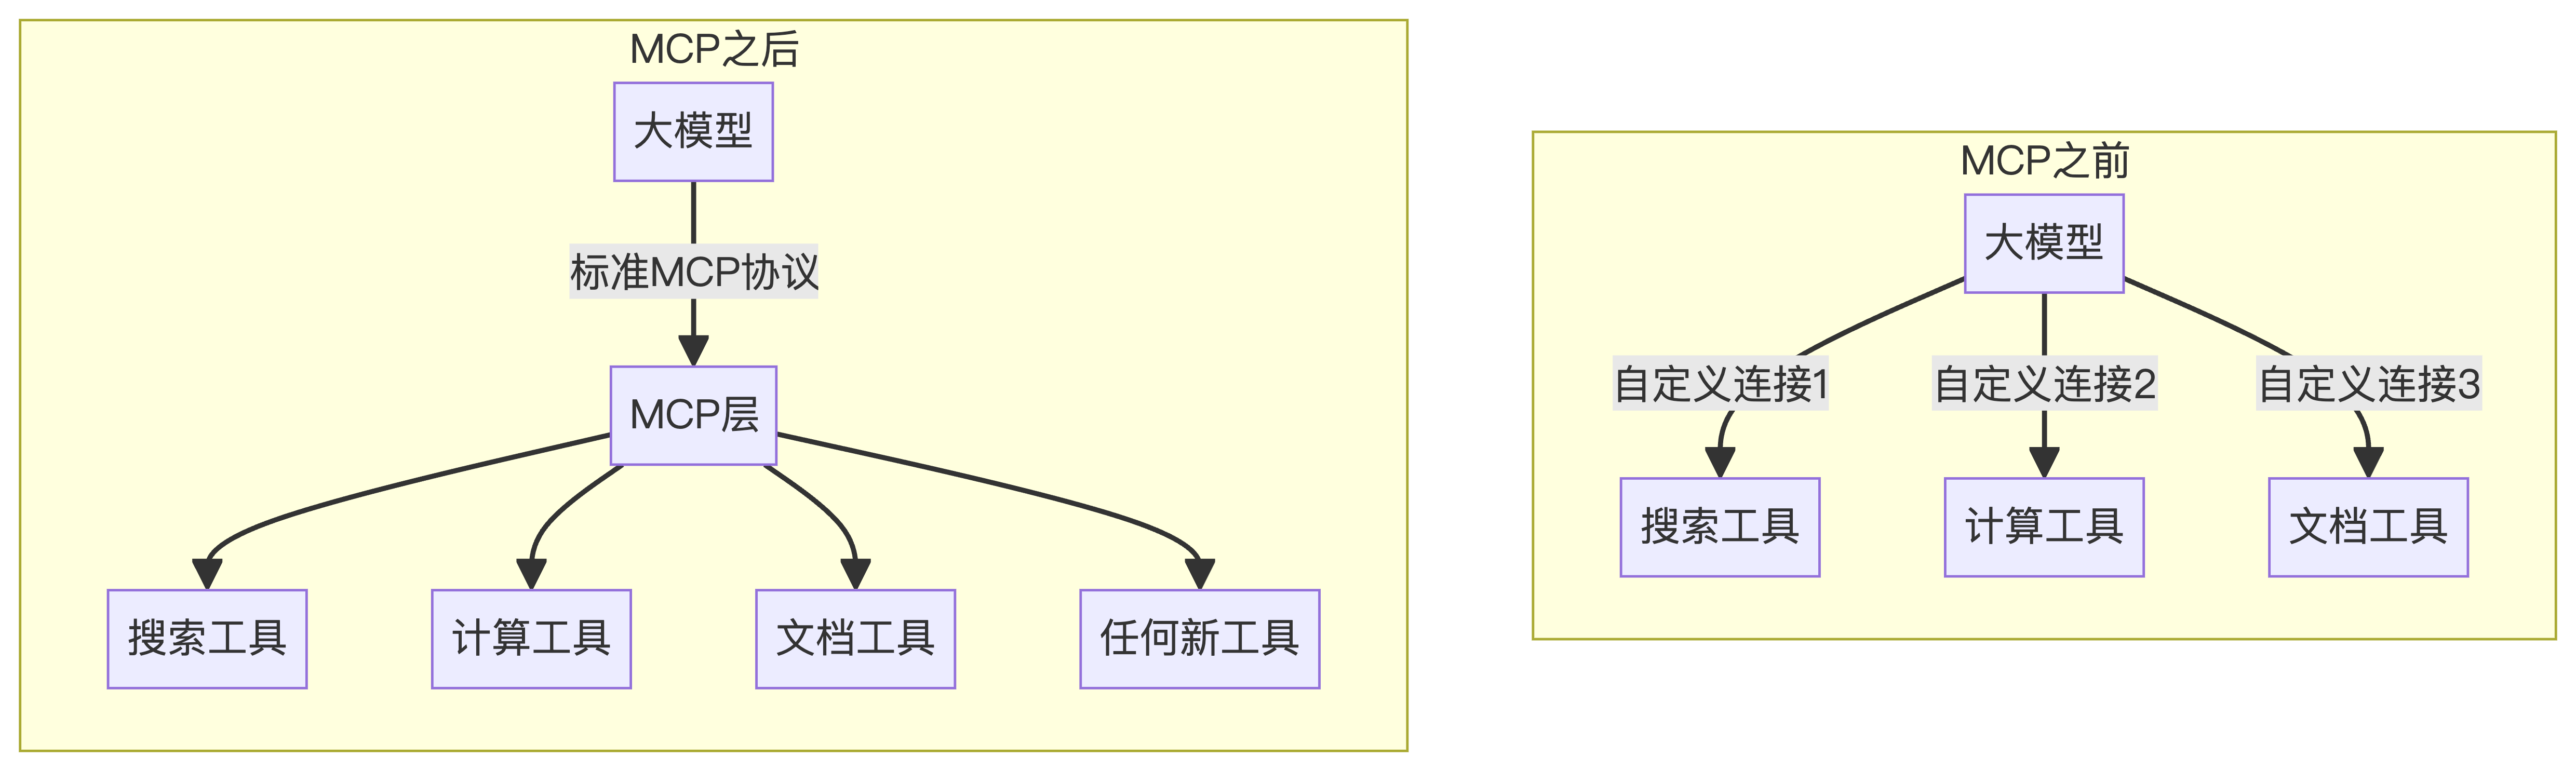 MCP之后
大模型
标准MCP协议
MCP层
搜索工具
计算工具
文档工具
任何新工具
MCP之前
大模型
自定义连接1
自定义连接2
自定义连接3
搜索工具
计算工具
文档工具